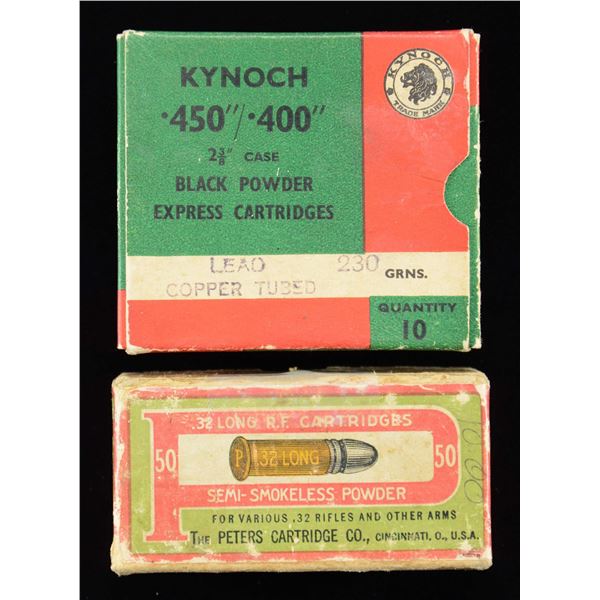 KYNOCH
·450"/·400"
2 3/8" CASE
BLACK POWDER
EXPRESS CARTRIDGES
KYNOCH
TRADE MARK
LEAD 230 GRNS.
COPPER TUBED
QUANTITY
10
.32 LONG R.F. CARTRIDGES
50 P .32 LONG 50
SEMI-SMOKELESS POWDER
FOR VARIOUS .32 RIFLES AND OTHER ARMS
THE PETERS CARTRIDGE CO., CINCINNATI, O., U.S.A.